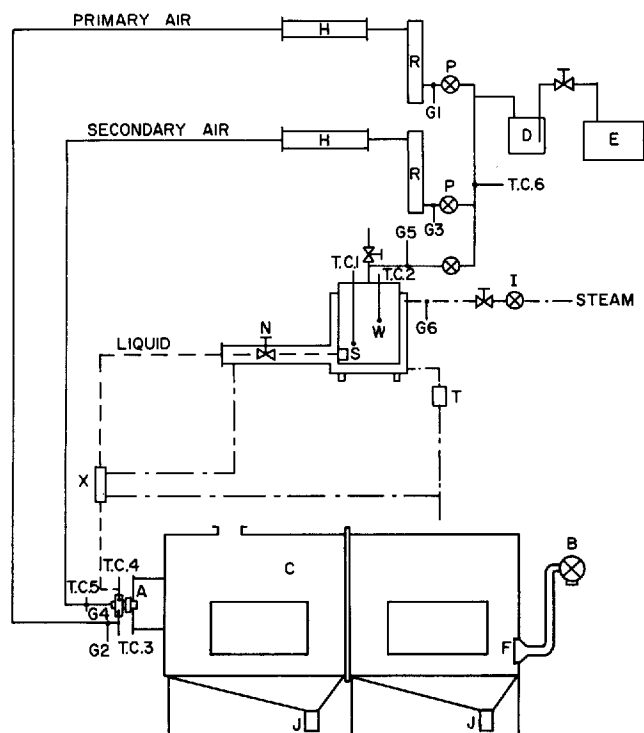 PRIMARY AIR
H
R
P
G1
D
E
SECONDARY AIR
H
R
P
G3
T.C.6
G5
T.C.1
T.C.2
I
STEAM
G6
W
S
N
LIQUID
T
X
T.C.4
A
C
B
T.C.5
G4
G2
T.C.3
F
J
J